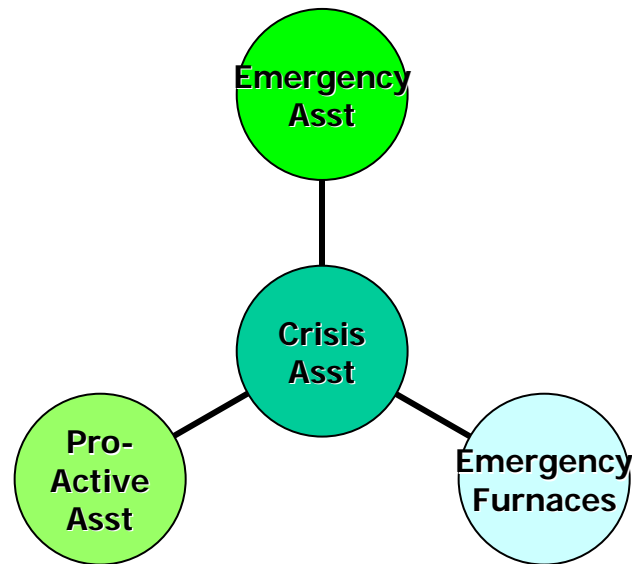 Emergency
Asst
Crisis
Asst
Pro-
Active
Asst
Emergency
Furnaces